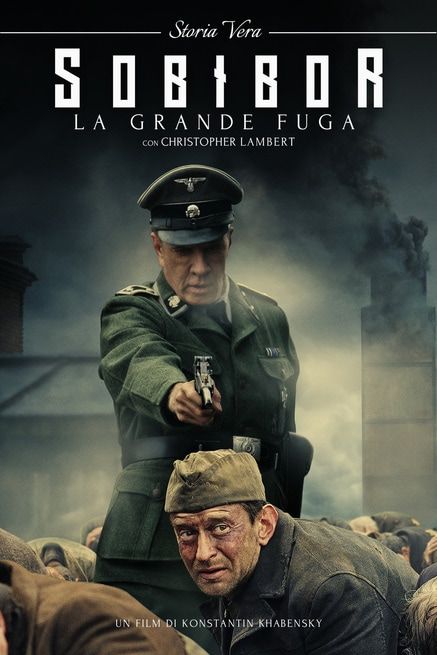 Storia Vera
SOBIBOR
LA GRANDE FUGA
CON CHRISTOPHER LAMBERT
UN FILM DI KONSTANTIN KHABENSKY